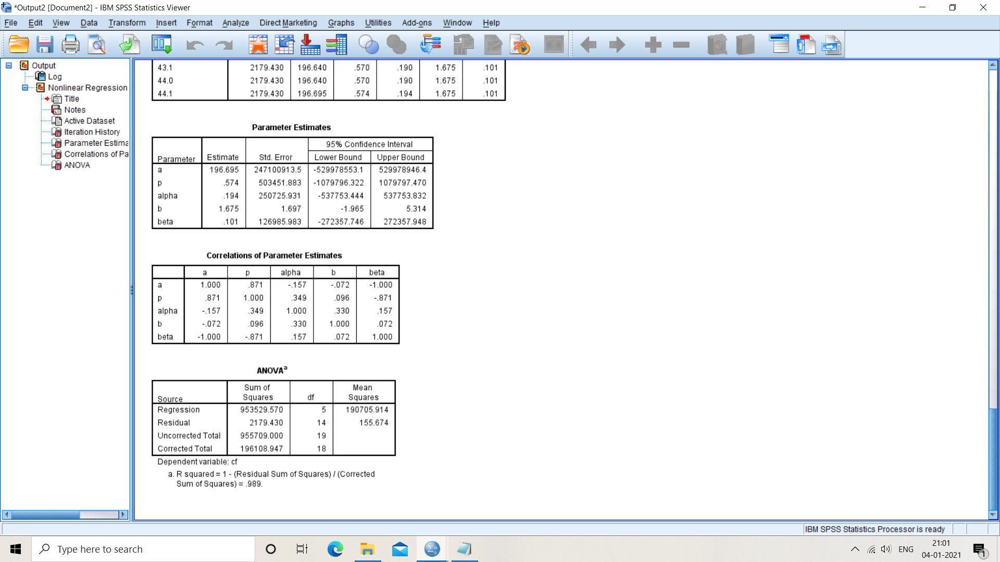 *Output2 [Document2] - IBM SPSS Statistics Viewer
File Edit View Data Transform Insert Format Analyze Direct Marketing Graphs Utilities Add-ons Window Help
Output
Log
Nonlinear Regression
Title
Notes
Active Dataset
Iteration History
Parameter Estima
Correlations of Pa
ANOVA
43.1 2179.430 196.640 .570 .190 1.675 .101
44.0 2179.430 196.640 .570 .190 1.675 .101
44.1 2179.430 196.695 .574 .194 1.675 .101
Parameter Estimates
95% Confidence Interval
Parameter Estimate Std. Error Lower Bound Upper Bound
a 196.695 247100913.5 -529978553.1 529978946.4
p .574 503451.883 -1079796.322 1079797.470
alpha .194 250725.931 -537753.444 537753.832
b 1.675 1.697 -1.965 5.314
beta .101 126985.983 -272357.746 272357.948
Correlations of Parameter Estimates
a p alpha b beta
a 1.000 .871 -.157 -.072 -1.000
p .871 1.000 .349 .096 -.871
alpha -.157 .349 1.000 .330 .157
b -.072 .096 .330 1.000 .072
beta -1.000 -.871 .157 .072 1.000
ANOVAa
Sum of Mean
Source Squares df Squares
Regression 953529.570 5 190705.914
Residual 2179.430 14 155.674
Uncorrected Total 955709.000 19
Corrected Total 196108.947 18
Dependent variable: cf
a. R squared = 1 - (Residual Sum of Squares) / (Corrected
Sum of Squares) = .989.
IBM SPSS Statistics Processor is ready
Type here to search
ENG
21:01
04-01-2021
1